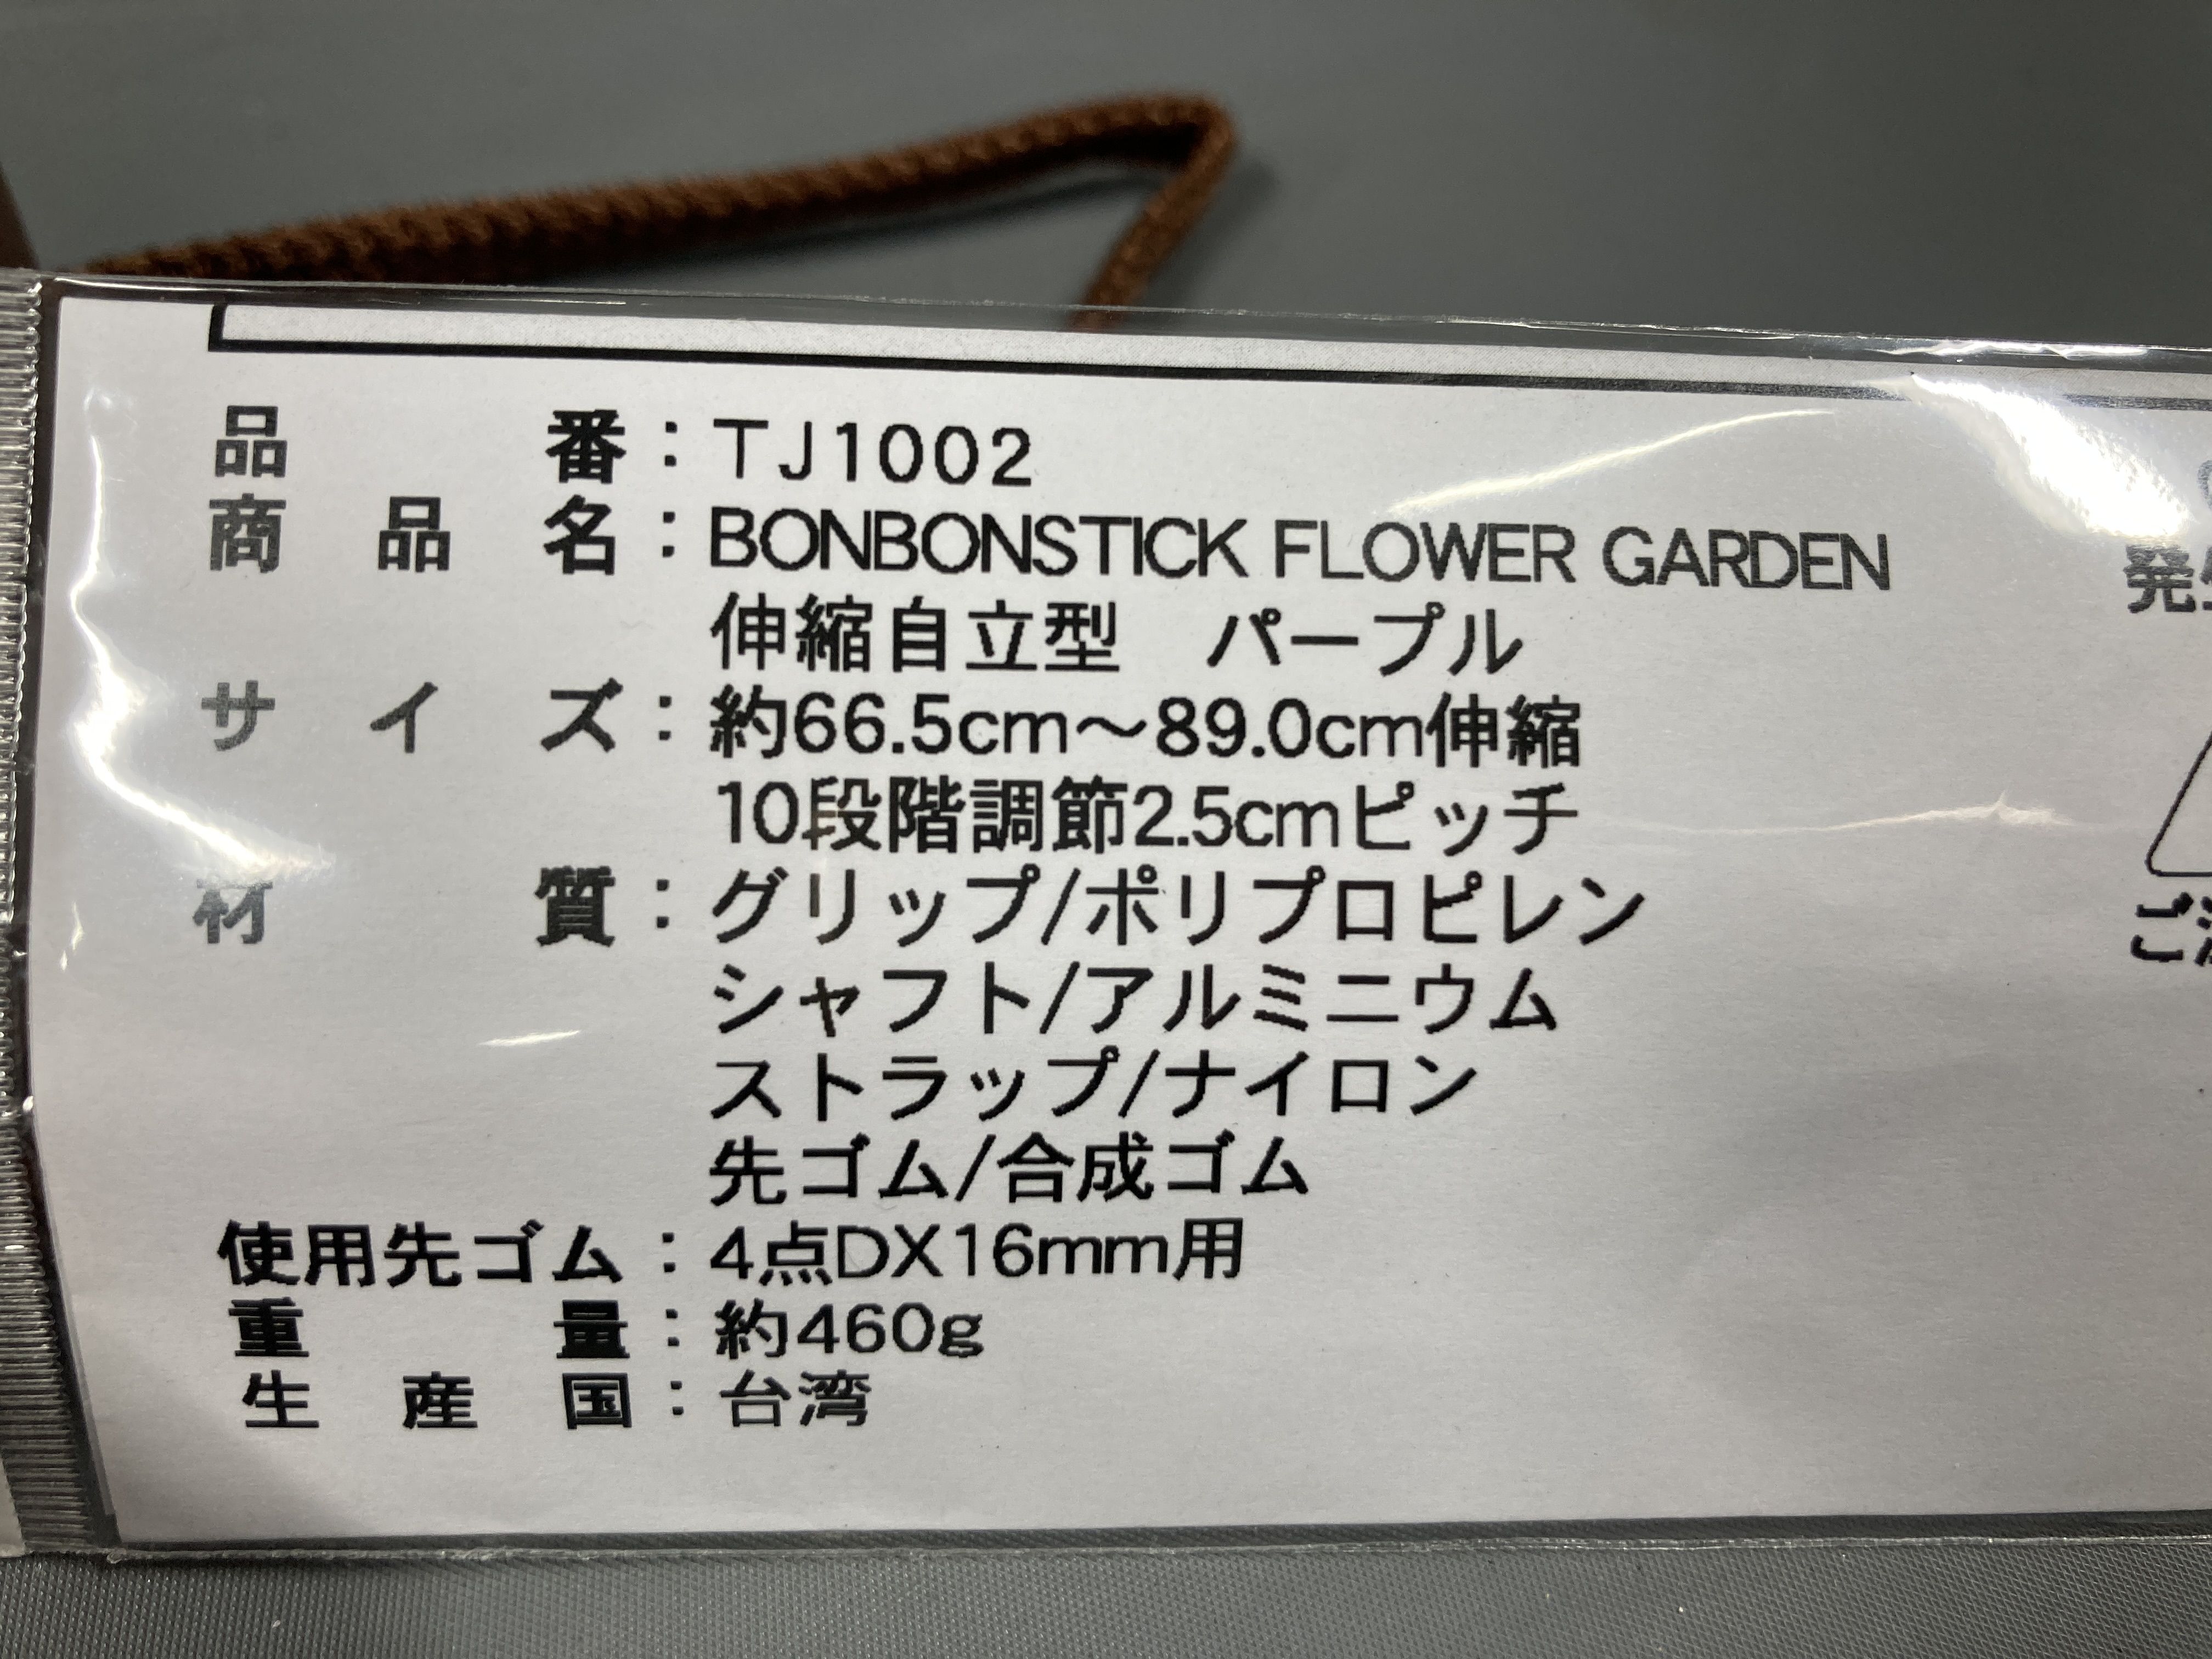 品番：TJ1002
商品名：BONBONSTICK FLOWER GARDEN
伸縮自立型　パープル
サイズ：約66.5cm～89.0cm伸縮
10段階調節2.5cmピッチ
材質：グリップ/ポリプロピレン
シャフト/アルミニウム
ストラップ/ナイロン
先ゴム/合成ゴム
使用先ゴム：4点DX16mm用
重量：約460g
生産国：台湾